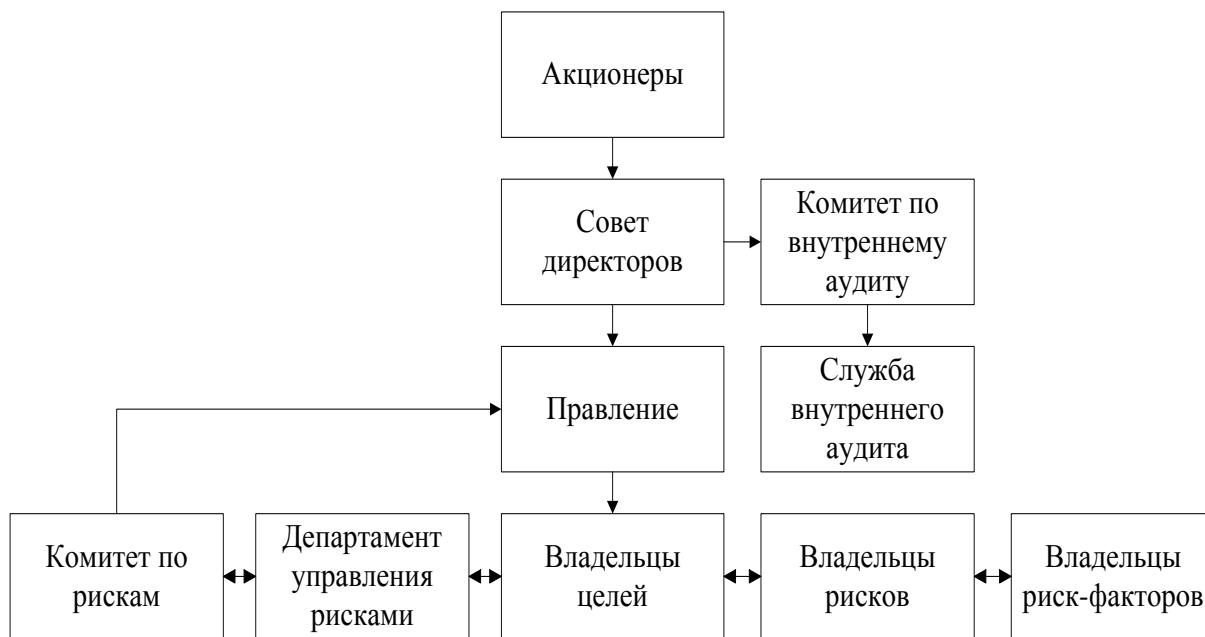 Акционеры
Совет
директоров
Комитет по
внутреннему
аудиту
Правление
Служба
внутреннего
аудита
Комитет по
рискам
Департамент
управления
рисками
Владельцы
целей
Владельцы
рисков
Владельцы
риск-факторов